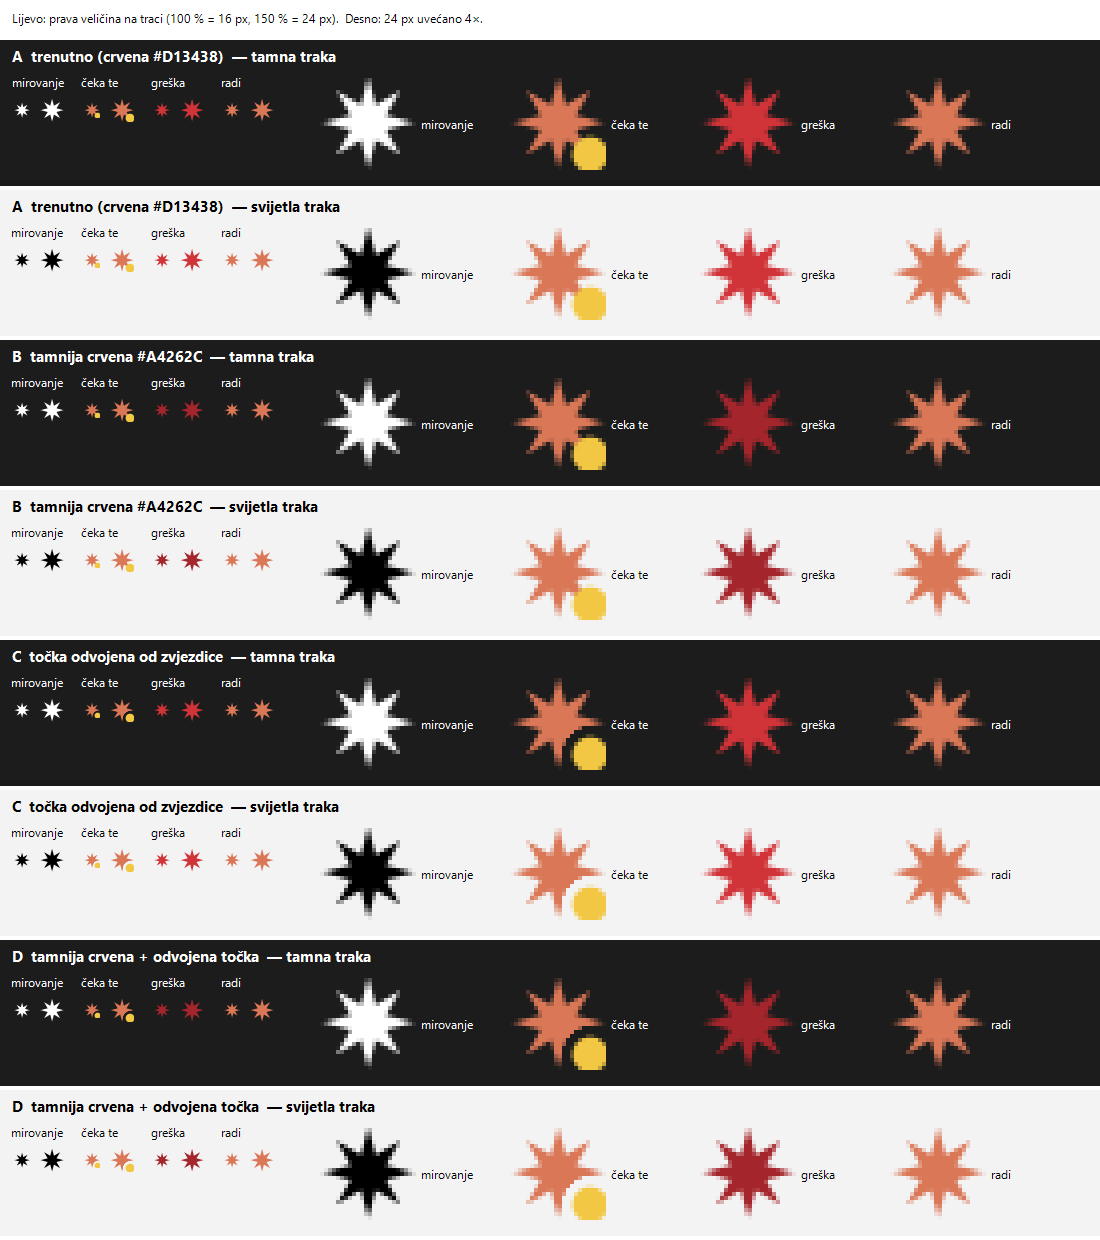 Lijevo: prava veličina na traci (100 % = 16 px, 150 % = 24 px).  Desno: 24 px uvećano 4×.
A  trenutno (crvena #D13438)  — tamna traka
mirovanje čeka te greška radi
mirovanje čeka te greška radi
A  trenutno (crvena #D13438)  — svijetla traka
mirovanje čeka te greška radi
mirovanje čeka te greška radi
B  tamnija crvena #A4262C  — tamna traka
mirovanje čeka te greška radi
mirovanje čeka te greška radi
B  tamnija crvena #A4262C  — svijetla traka
mirovanje čeka te greška radi
mirovanje čeka te greška radi
C  točka odvojena od zvjezdice  — tamna traka
mirovanje čeka te greška radi
mirovanje čeka te greška radi
C  točka odvojena od zvjezdice  — svijetla traka
mirovanje čeka te greška radi
mirovanje čeka te greška radi
D  tamnija crvena + odvojena točka  — tamna traka
mirovanje čeka te greška radi
mirovanje čeka te greška radi
D  tamnija crvena + odvojena točka  — svijetla traka
mirovanje čeka te greška radi
mirovanje čeka te greška radi